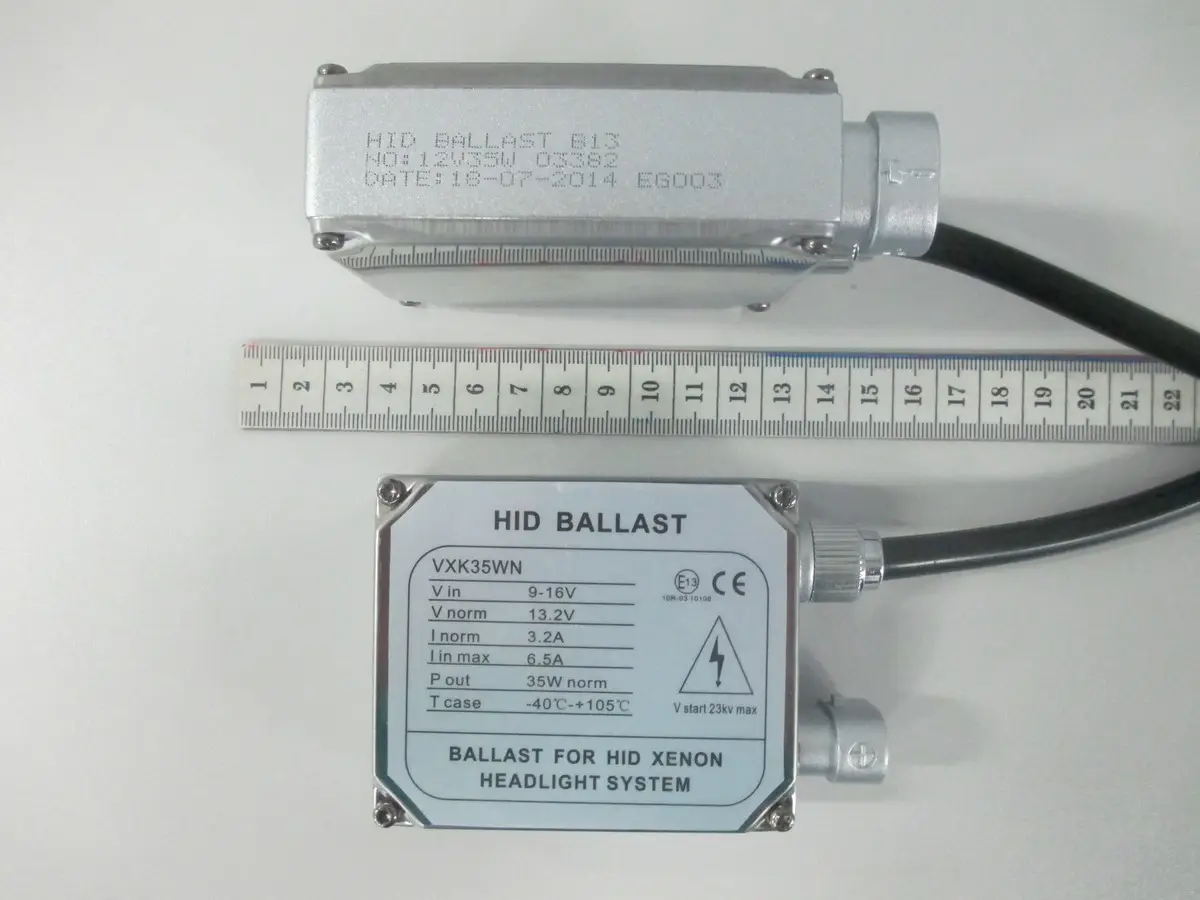 HID BALLAST B13
NO:12V35W 03382
DATE:18-07-2014 EG003
1 2 3 4 5 6 7 8 9 10 11 12 13 14 15 16 17 18 19 20 21 22
HID BALLAST
VXK35WN
V in 9-16V
V norm 13.2V
I norm 3.2A
I in max 6.5A
P out 35W norm
T case -40℃-+105℃
E13 CE
V start 23kv max
BALLAST FOR HID XENON
HEADLIGHT SYSTEM